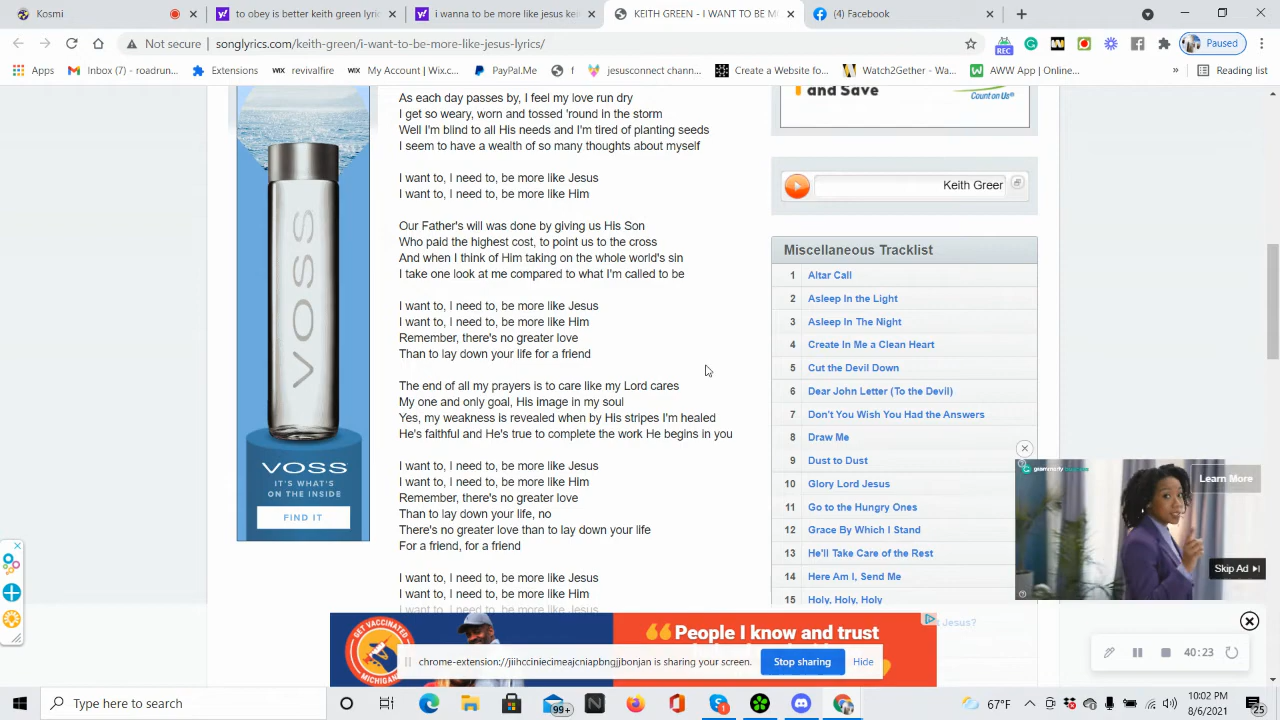 Kosmi
to obey is better keith green lyri
i wanna to be more like jesus kei
KEITH GREEN - I WANT TO BE M
(4) Facebook
Not secure
songlyrics.com/keith-green/i-want-to-be-more-like-jesus-lyrics/
REC
Paused
Apps
Inbox (7) - roadrun...
Extensions
WIX revivalfire
WIX My Account | Wix.c...
PayPal.Me
f
jesusconnect chann...
Create a Website fo...
Watch2Gether - Wa...
AWW App | Online...
»
Reading list
As each day passes by, I feel my love run dry
I get so weary, worn and tossed 'round in the storm
Well I'm blind to all His needs and I'm tired of planting seeds
I seem to have a wealth of so many thoughts about myself
I want to, I need to, be more like Jesus
I want to, I need to, be more like Him
Our Father's will was done by giving us His Son
Who paid the highest cost, to point us to the cross
And when I think of Him taking on the whole world's sin
I take one look at me compared to what I'm called to be
I want to, I need to, be more like Jesus
I want to, I need to, be more like Him
Remember, there's no greater love
Than to lay down your life for a friend
The end of all my prayers is to care like my Lord cares
My one and only goal, His image in my soul
Yes, my weakness is revealed when by His stripes I'm healed
He's faithful and He's true to complete the work He begins in you
I want to, I need to, be more like Jesus
I want to, I need to, be more like Him
Remember, there's no greater love
Than to lay down your life, no
There's no greater love than to lay down your life
For a friend, for a friend
I want to, I need to, be more like Jesus
I want to, I need to, be more like Him
I want to, I need to, be more like Jesus
VOSS
VOSS
IT'S WHAT'S
ON THE INSIDE
FIND IT
and Save
Count on Us®
Keith Greer
Miscellaneous Tracklist
1 Altar Call
2 Asleep In the Light
3 Asleep In The Night
4 Create In Me a Clean Heart
5 Cut the Devil Down
6 Dear John Letter (To the Devil)
7 Don't You Wish You Had the Answers
8 Draw Me
9 Dust to Dust
10 Glory Lord Jesus
11 Go to the Hungry Ones
12 Grace By Which I Stand
13 He'll Take Care of the Rest
14 Here Am I, Send Me
15 Holy, Holy, Holy
t Jesus?
grammarly
Learn More
Skip Ad
GET VACCINATED
MICHIGAN
People I know and trust
chrome-extension://jiihcciniecimeajcniapbngjjbonjan is sharing your screen.
Stop sharing
Hide
40:23
Type here to search
99+
67°F
10:02 PM
9/6/2021
25